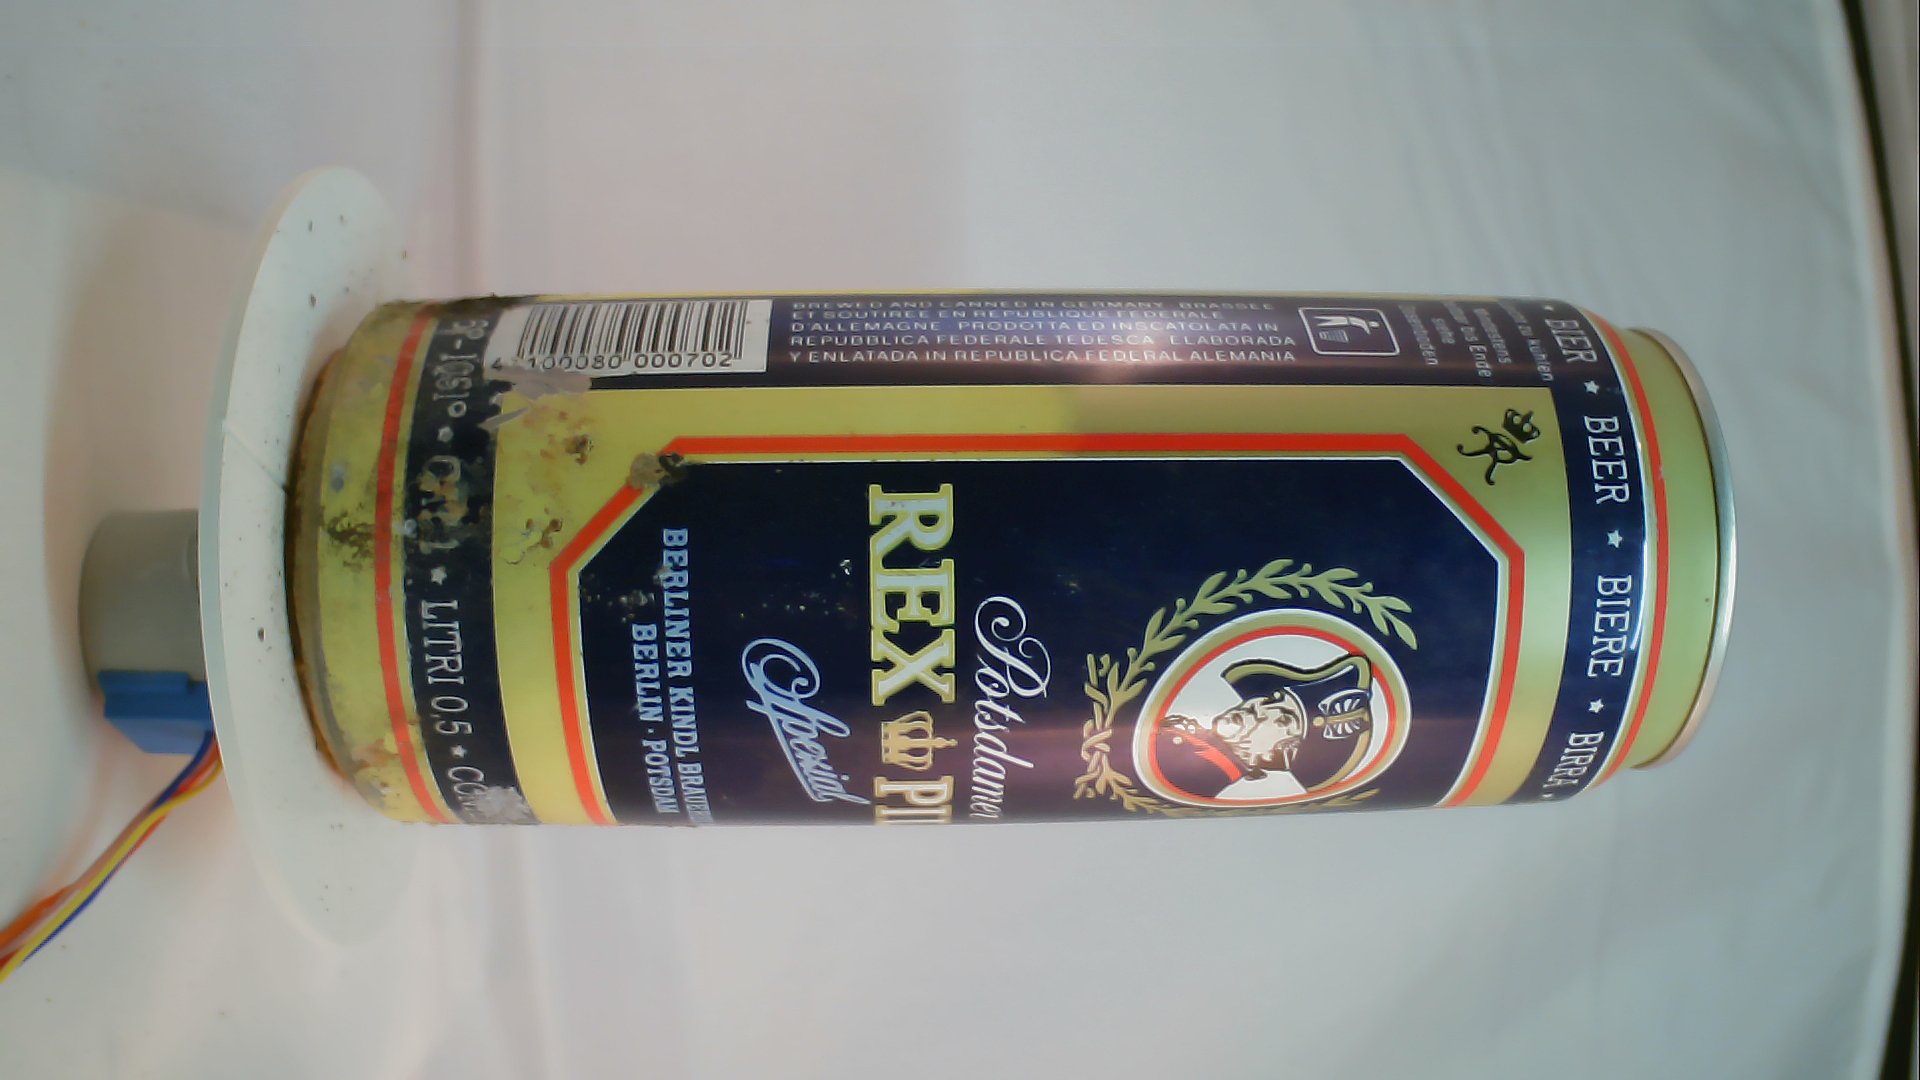 BIER ★ BEER ★ BIERE ★ BIRRA
Potsdamer
REX
Spezial
BERLINER KINDL
BERLIN · POTSDAM
LITRI 0,5 ★
BREWED AND CANNED IN GERMANY BRASSEE
ET SOUTIREE EN REPUBLIQUE FEDERALE
D'ALLEMAGNE PRODOTTA ED INSCATOLATA IN
REPUBBLICA FEDERALE TEDESCA ELABORADA
Y ENLATADA IN REPUBLICA FEDERAL ALEMANIA
4 100080 000702